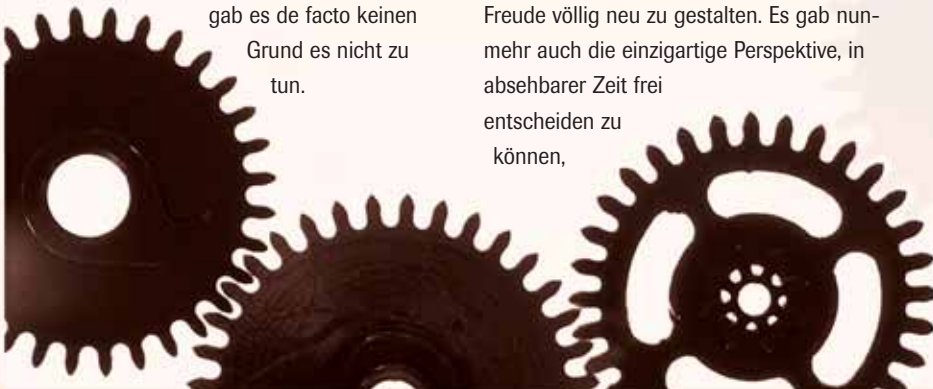 gab es de facto keinen
Grund es nicht zu
tun.
Freude völlig neu zu gestalten. Es gab nun-
mehr auch die einzigartige Perspektive, in
absehbarer Zeit frei
entscheiden zu
können,